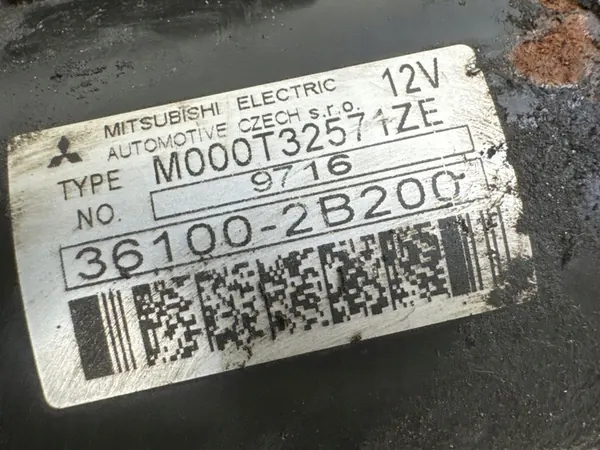 MITSUBISHI ELECTRIC 12V
AUTOMOTIVE CZECH s.r.o.
TYPE M000T32571ZE
NO. 9716
36100-2B200